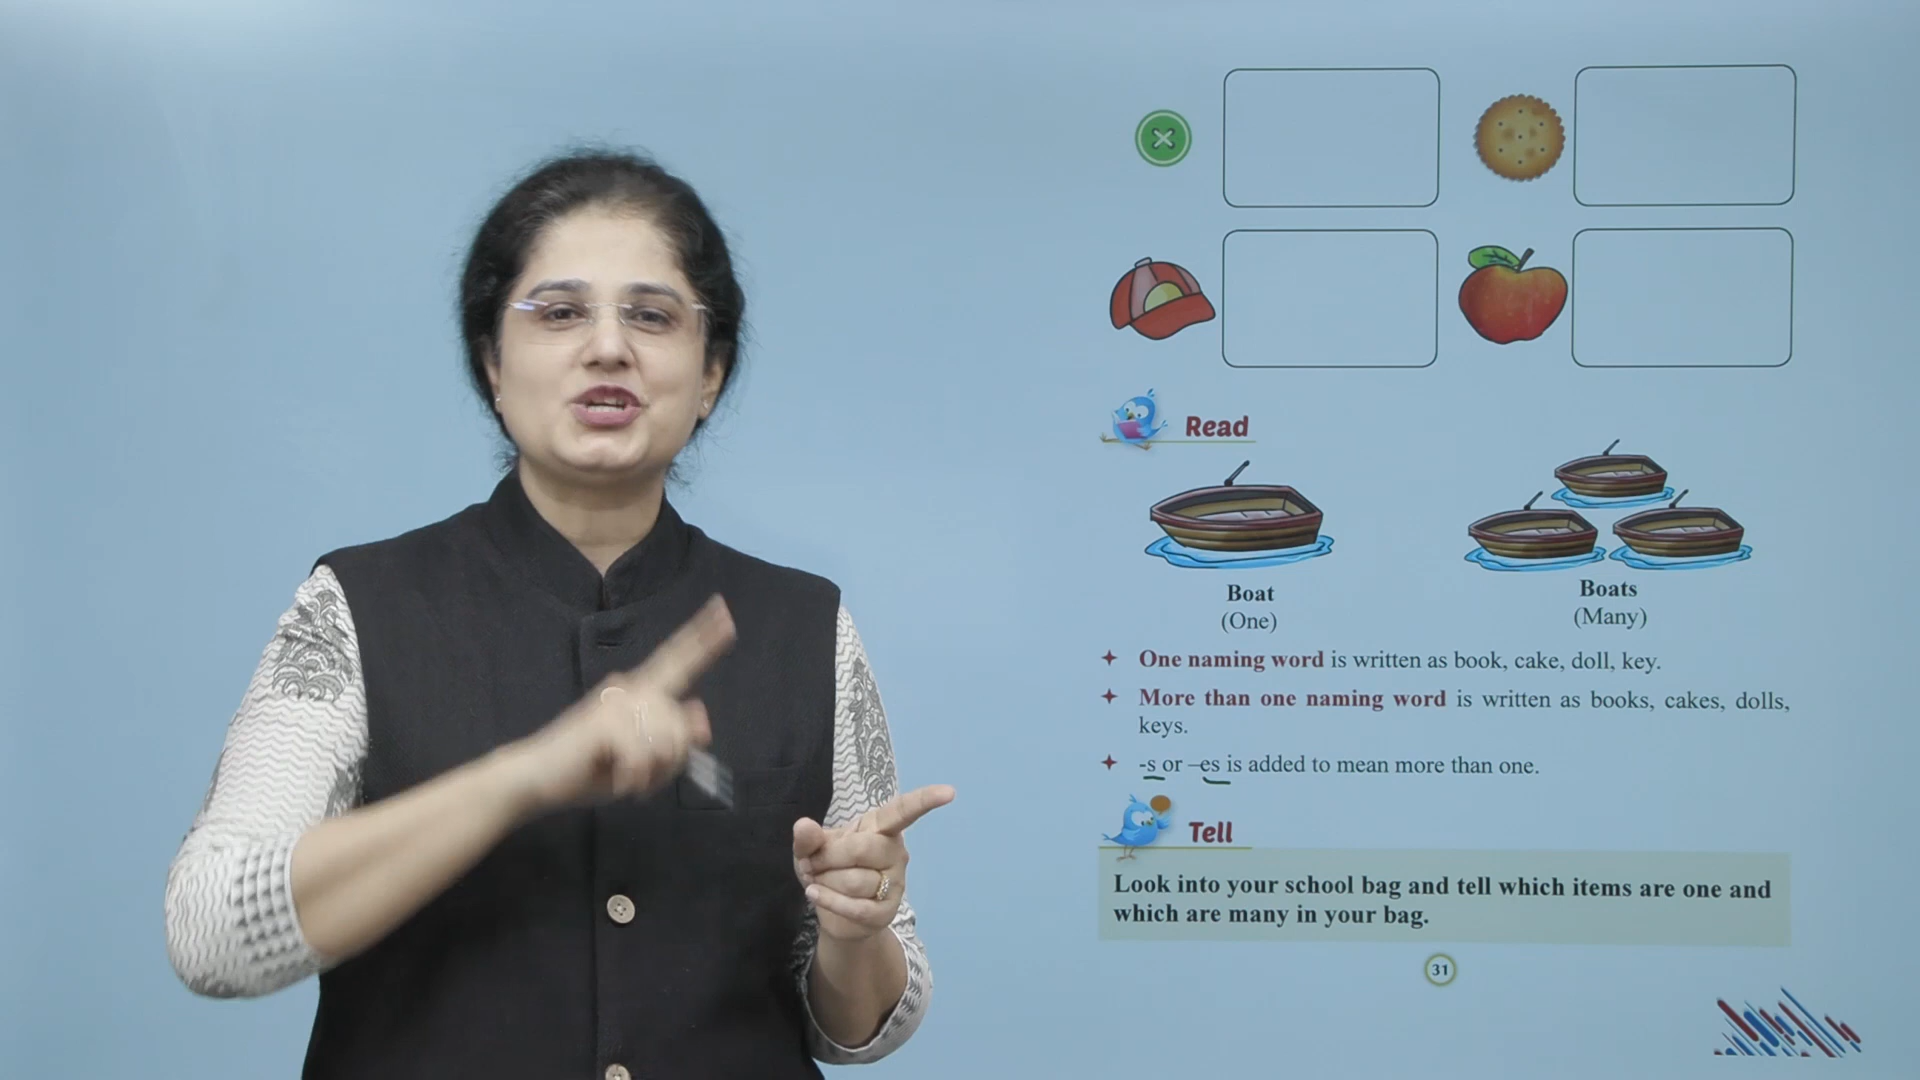 Read
Boat
(One)
Boats
(Many)
One naming word is written as book, cake, doll, key.
More than one naming word is written as books, cakes, dolls,
keys.
-s or –es is added to mean more than one.
Tell
Look into your school bag and tell which items are one and
which are many in your bag.
31